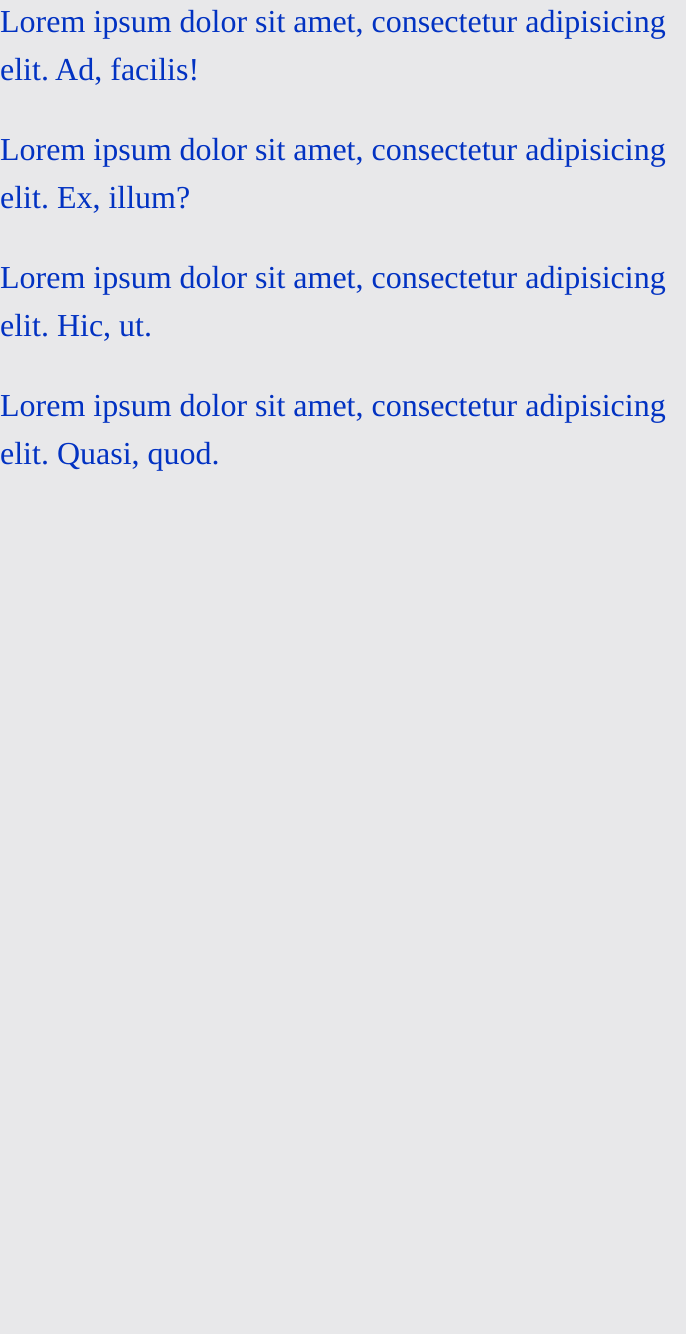 Lorem ipsum dolor sit amet, consectetur adipisicing
elit. Ad, facilis!
Lorem ipsum dolor sit amet, consectetur adipisicing
elit. Ex, illum?
Lorem ipsum dolor sit amet, consectetur adipisicing
elit. Hic, ut.
Lorem ipsum dolor sit amet, consectetur adipisicing
elit. Quasi, quod.